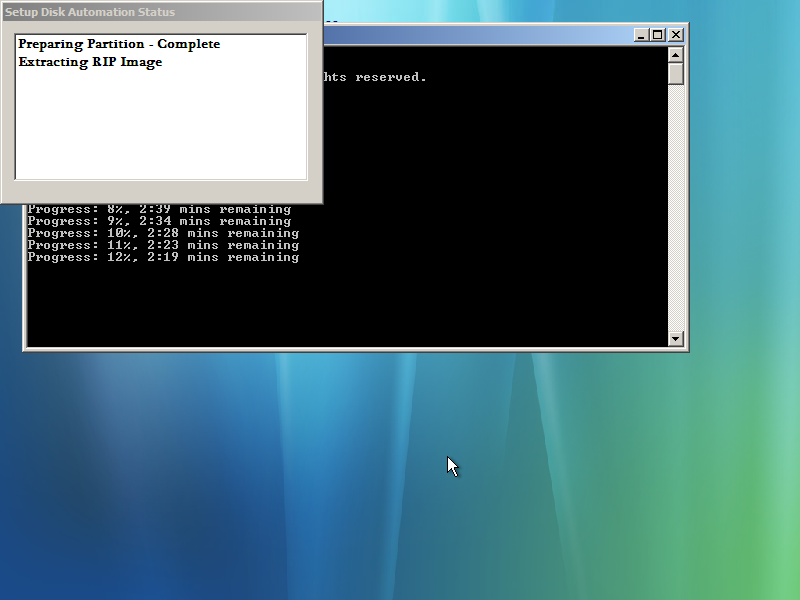 Setup Disk Automation Status
Preparing Partition - Complete
Extracting RIP Image
hts reserved.
Progress: 8%, 2:39 mins remaining
Progress: 9%, 2:34 mins remaining
Progress: 10%, 2:28 mins remaining
Progress: 11%, 2:23 mins remaining
Progress: 12%, 2:19 mins remaining